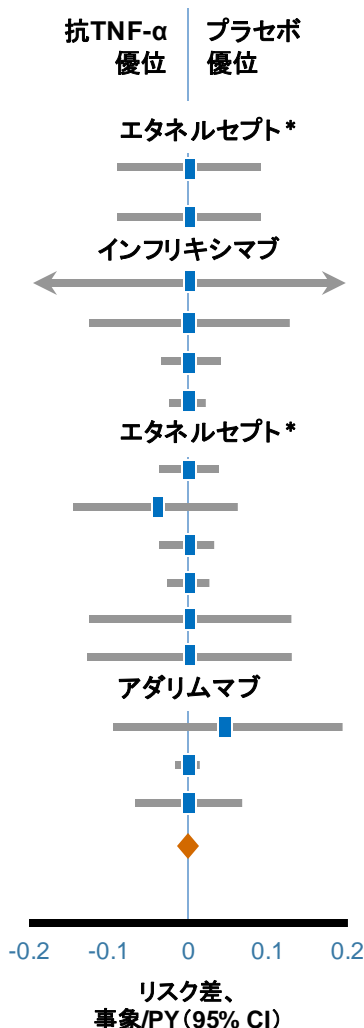 抗TNF-α プラセボ
優位 優位
エタネルセプト*
インフリキシマブ
エタネルセプト*
アダリムマブ
-0.2 -0.1 0 0.1 0.2
リスク差、
事象/PY(95% CI)